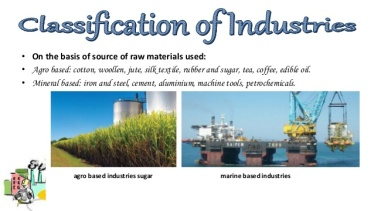 Classification of Industries
• On the basis of source of raw materials used:
• Agro based: cotton, woollen, jute, silk textile, rubber and sugar, tea, coffee, edible oil.
• Mineral based: iron and steel, cement, aluminium, machine tools, petrochemicals.
agro based industries sugar
marine based industries